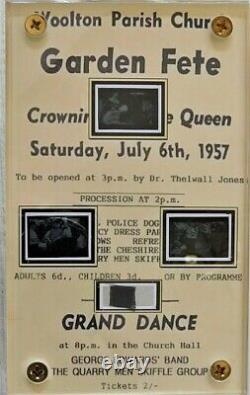 Woolton Parish Chur
Garden Fete
Crownin e Queen
Saturday, July 6th, 1957
To be opened at 3p.m. by Dr. Thelwall Jones
PROCESSION AT 2p.m.
POLICE DOG
CY DRESS PAR
OWS REFRE
THE CHESHIRE
RY MEN SKIFF
ADULTS 6d., CHILDREN 3d. OR BY PROGRAMME
GRAND DANCE
at 8p.m. in the Church Hall
GEORGE EDWARDS' BAND
THE QUARRY MEN SKIFFLE GROUP
Tickets 2/-